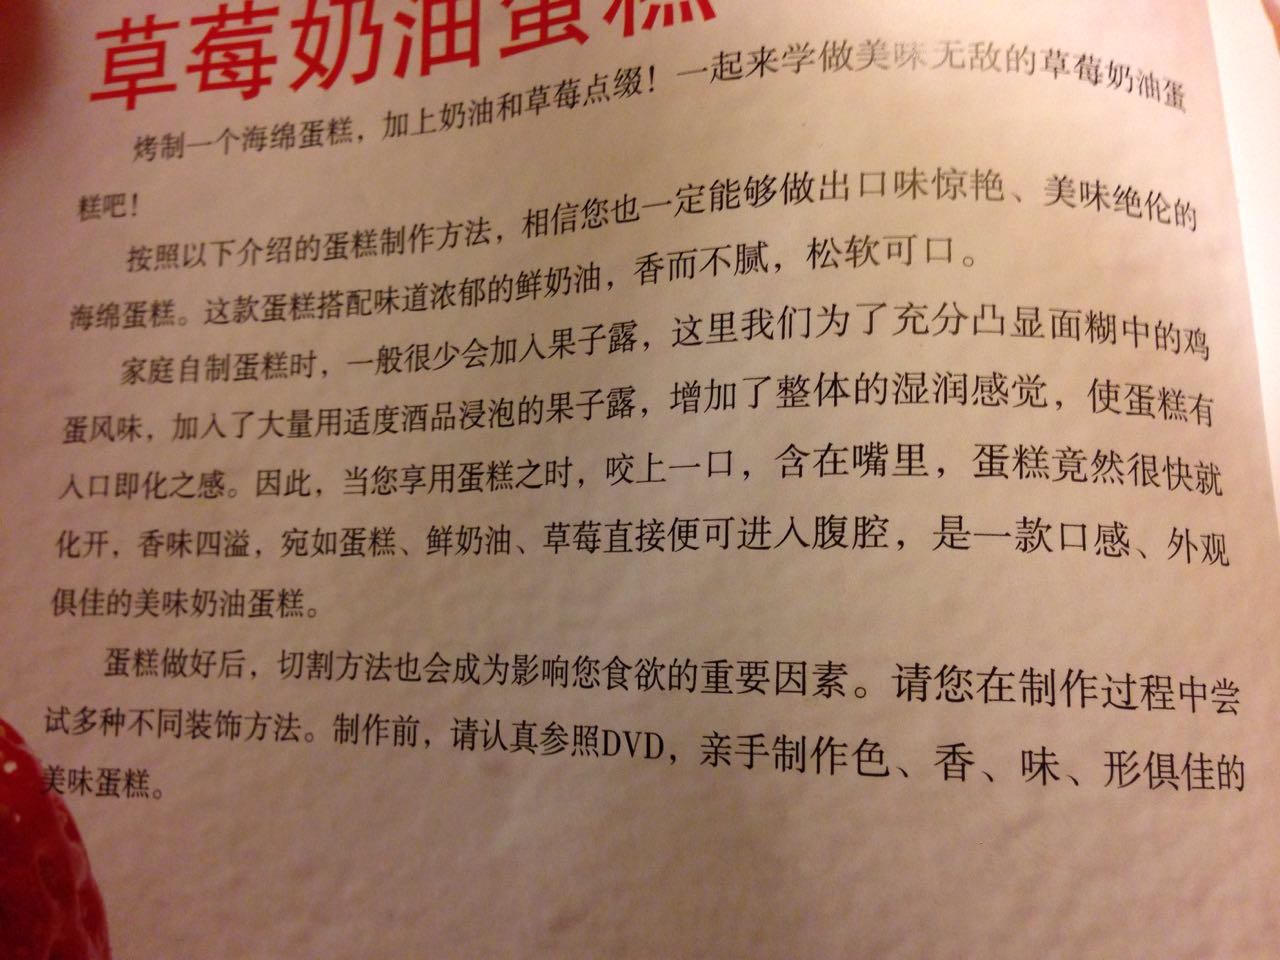 草莓奶油蛋糕
烤制一个海绵蛋糕，加上奶油和草莓点缀！一起来学做美味无敌的草莓奶油蛋
糕吧！
按照以下介绍的蛋糕制作方法，相信您也一定能够做出口味惊艳、美味绝伦的
海绵蛋糕。这款蛋糕搭配味道浓郁的鲜奶油，香而不腻，松软可口。
家庭自制蛋糕时，一般很少会加入果子露，这里我们为了充分凸显面糊中的鸡
蛋风味，加入了大量用适度酒品浸泡的果子露，增加了整体的湿润感觉，使蛋糕有
入口即化之感。因此，当您享用蛋糕之时，咬上一口，含在嘴里，蛋糕竟然很快就
化开，香味四溢，宛如蛋糕、鲜奶油、草莓直接便可进入腹腔，是一款口感、外观
俱佳的美味奶油蛋糕。
蛋糕做好后，切割方法也会成为影响您食欲的重要因素。请您在制作过程中尝
试多种不同装饰方法。制作前，请认真参照DVD，亲手制作色、香、味、形俱佳的
美味蛋糕。